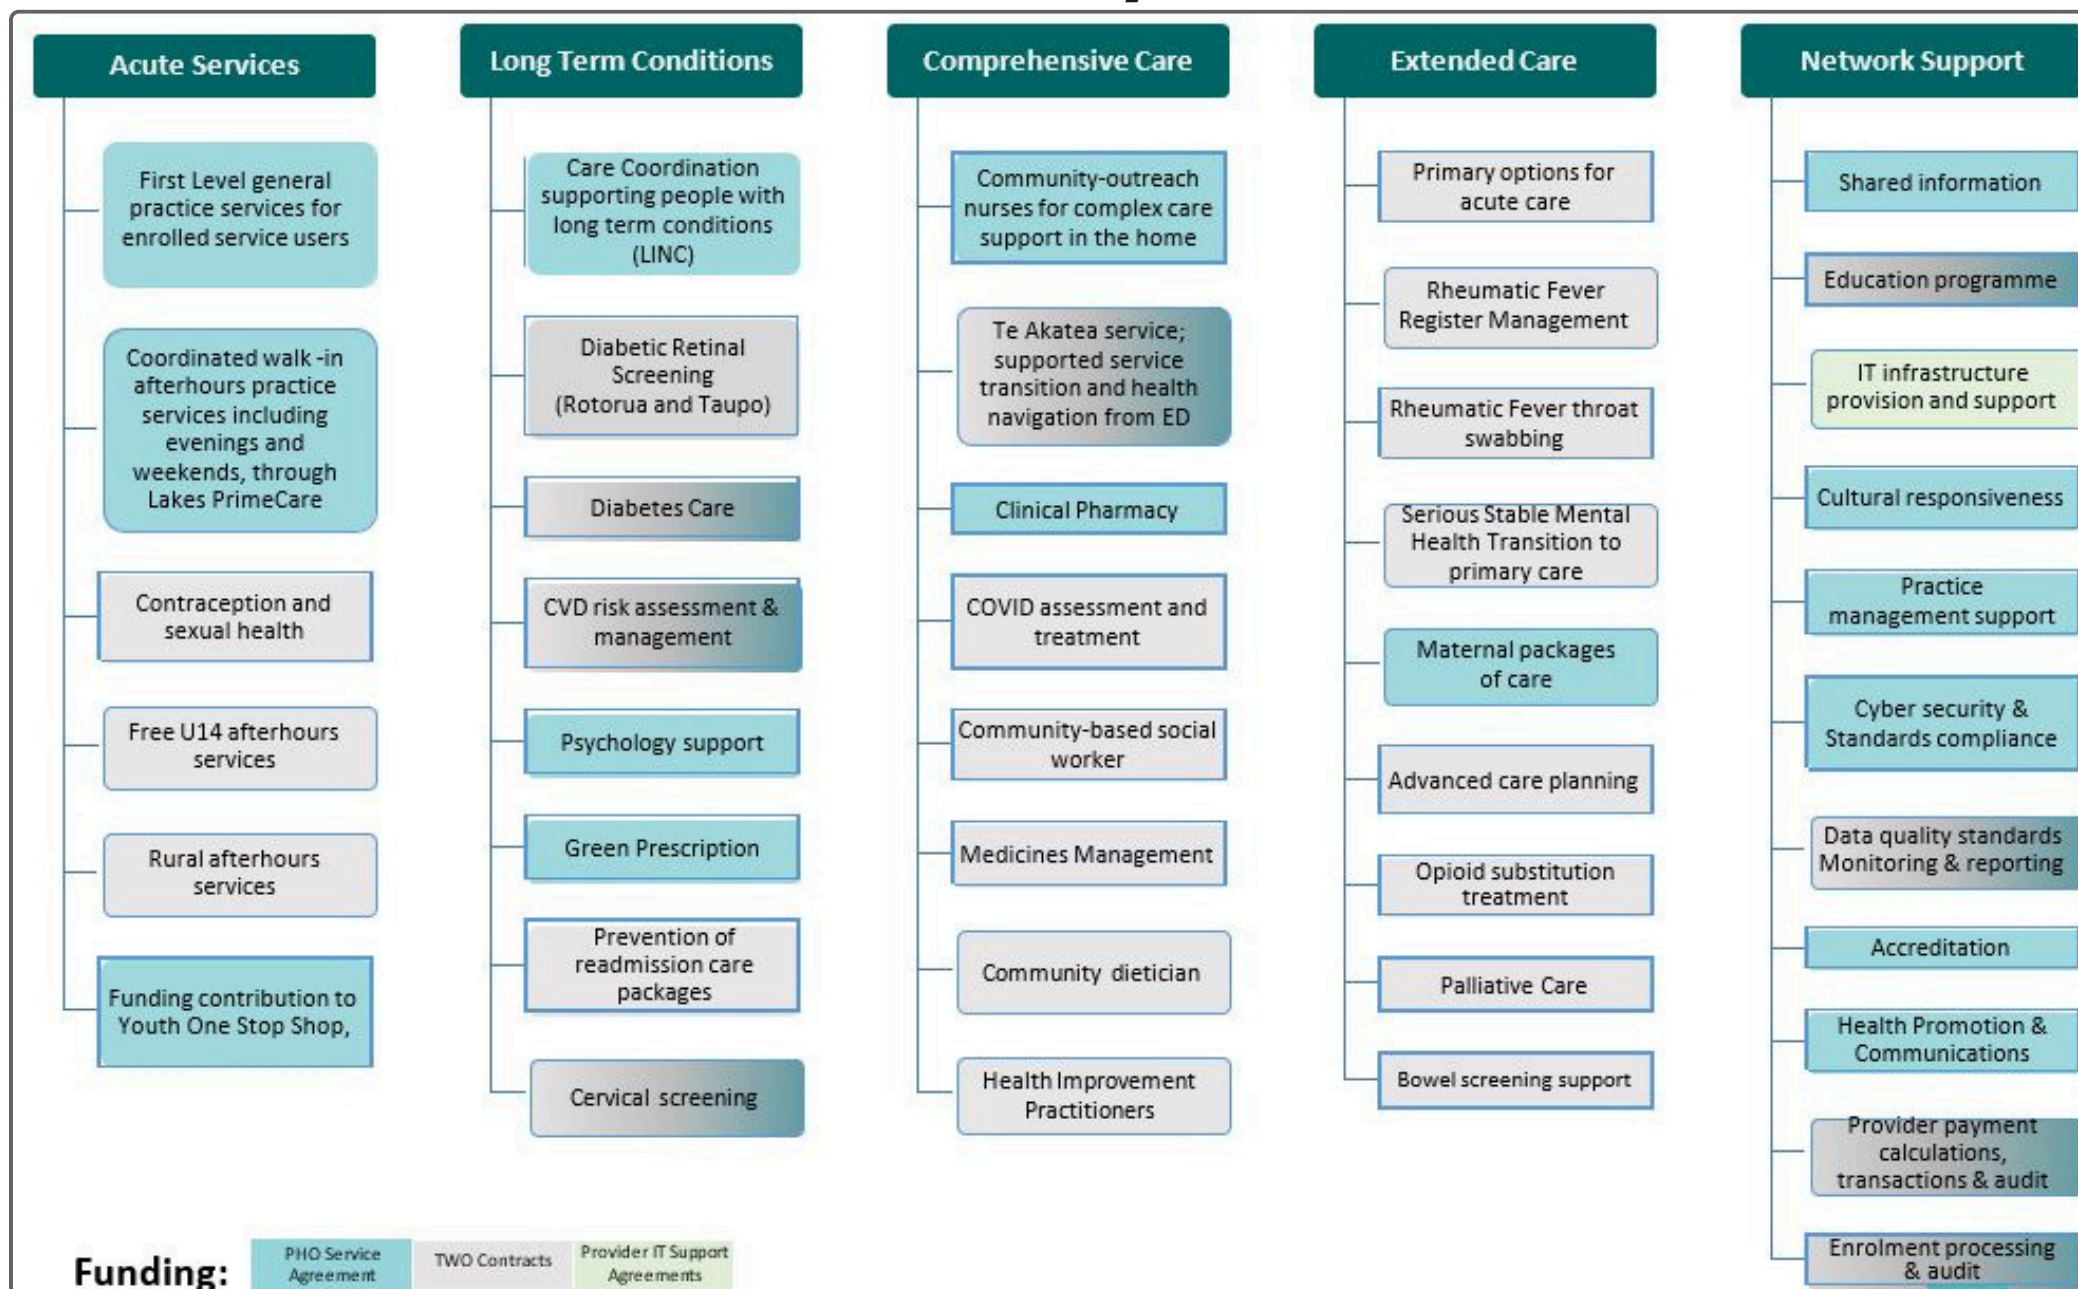 Acute Services
First Level general
practice services for
enrolled service users
Coordinated walk -in
afterhours practice
services including
evenings and
weekends, through
Lakes PrimeCare
Contraception and
sexual health
Free U14 afterhours
services
Rural afterhours
services
Funding contribution to
Youth One Stop Shop,
Long Term Conditions
Care Coordination
supporting people with
long term conditions
(LINC)
Diabetic Retinal
Screening
(Rotorua and Taupo)
Diabetes Care
CVD risk assessment &
management
Psychology support
Green Prescription
Prevention of
readmission care
packages
Cervical screening
Comprehensive Care
Community-outreach
nurses for complex care
support in the home
Te Akatea service;
supported service
transition and health
navigation from ED
Clinical Pharmacy
COVID assessment and
treatment
Community-based social
worker
Medicines Management
Community dietician
Health Improvement
Practitioners
Extended Care
Primary options for
acute care
Rheumatic Fever
Register Management
Rheumatic Fever throat
swabbing
Serious Stable Mental
Health Transition to
primary care
Maternal packages
of care
Advanced care planning
Opioid substitution
treatment
Palliative Care
Bowel screening support
Network Support
Shared information
Education programme
IT infrastructure
provision and support
Cultural responsiveness
Practice
management support
Cyber security &
Standards compliance
Data quality standards
Monitoring & reporting
Accreditation
Health Promotion &
Communications
Provider payment
calculations,
transactions & audit
Enrolment processing
& audit
Funding:
PHO Service
Agreement
TWO Contracts
Provider IT Support
Agreements